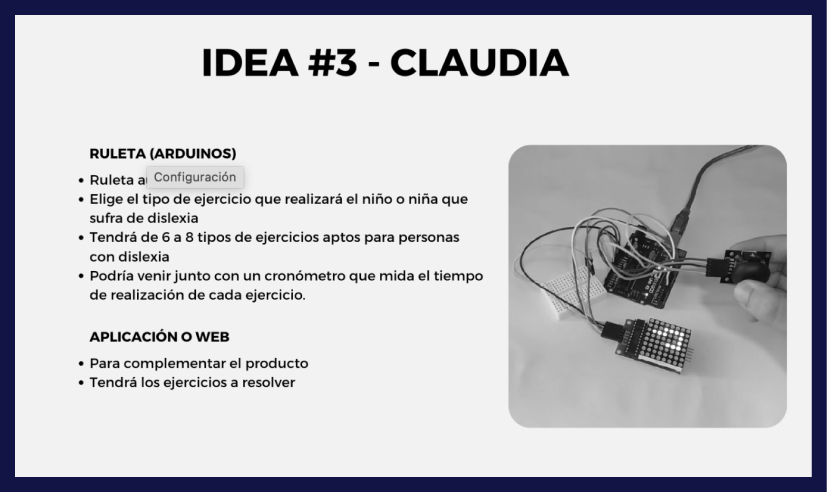 IDEA #3 - CLAUDIA
RULETA (ARDUINOS)
Ruleta
Configuración
Elige el tipo de ejercicio que realizará el niño o niña que
sufra de dislexia
Tendrá de 6 a 8 tipos de ejercicios aptos para personas
con dislexia
Podría venir junto con un cronómetro que mida el tiempo
de realización de cada ejercicio.
APLICACIÓN O WEB
Para complementar el producto
Tendrá los ejercicios a resolver